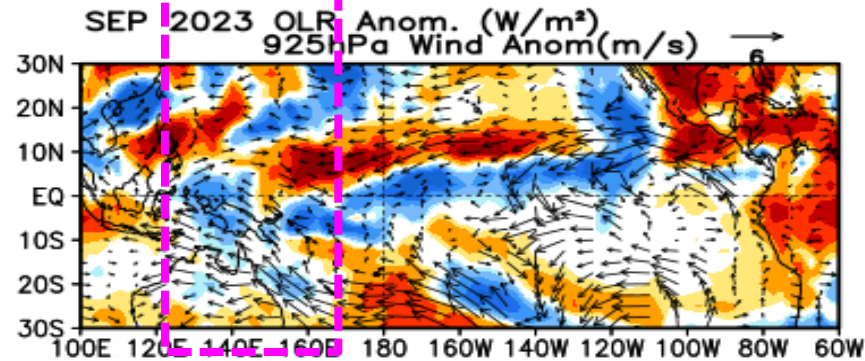 SEP 2023 OLR Anom. (W/m²)
925hPa Wind Anom(m/s)
6
30N
20N
10N
EQ
10S
20S
30S
100E 120E 140E 160E 180 160W 140W 120W 100W 80W 60W